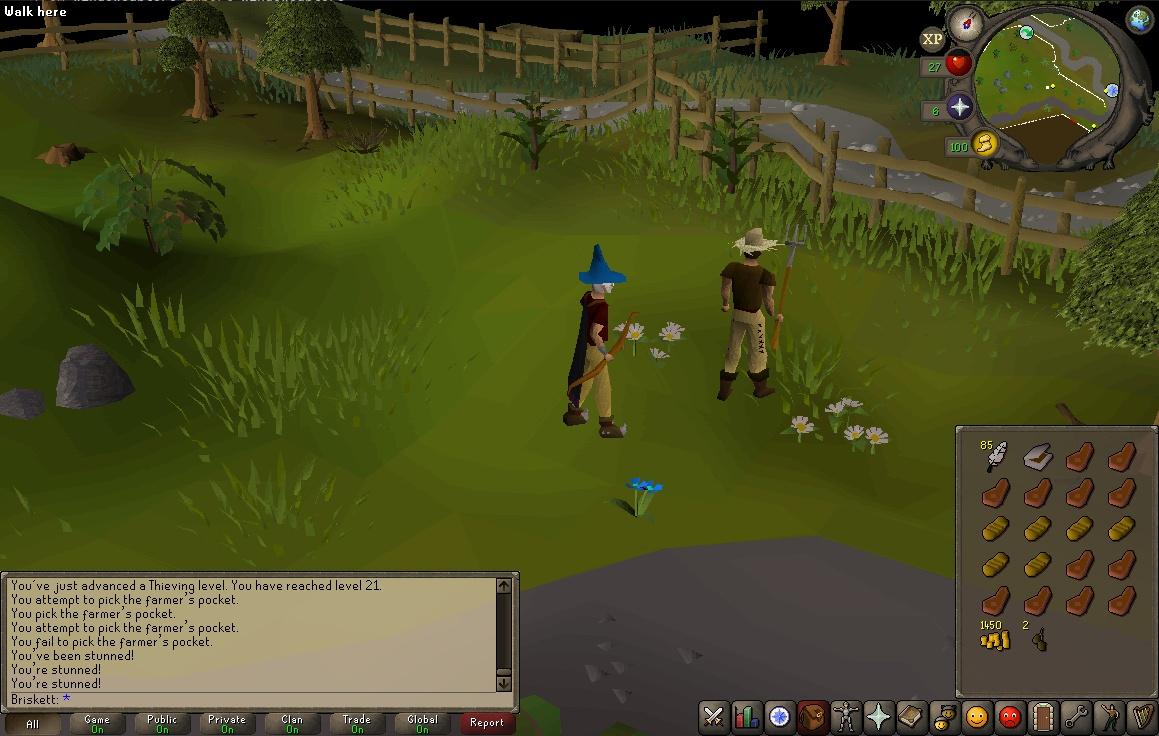 Walk here
XP
27
6
100
85
1450
2
You've just advanced a Thieving level. You have reached level 21.
You attempt to pick the farmer's pocket.
You pick the farmer's pocket.
You attempt to pick the farmer's pocket.
You fail to pick the farmer's pocket.
You've been stunned!
You're stunned!
You're stunned!
Briskett: *
All
Game
On
Public
On
Private
On
Clan
On
Trade
On
Global
On
Report